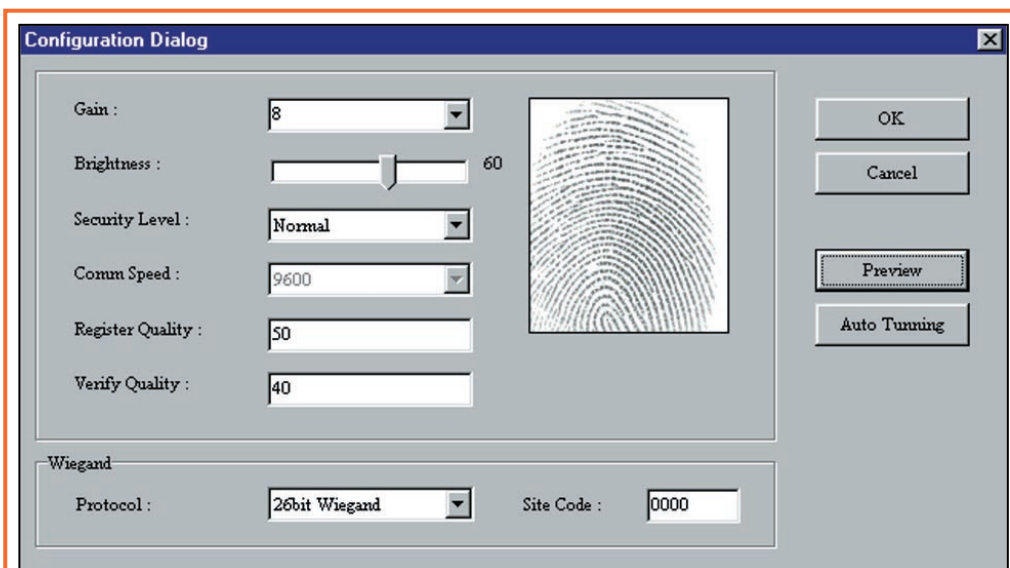 Configuration Dialog
Gain :
8
OK
Brightness :
60
Cancel
Security Level :
Normal
Comm Speed :
9600
Preview
Register Quality :
50
Auto Tunning
Verify Quality :
40
Wiegand
Protocol :
26bit Wiegand
Site Code :
0000